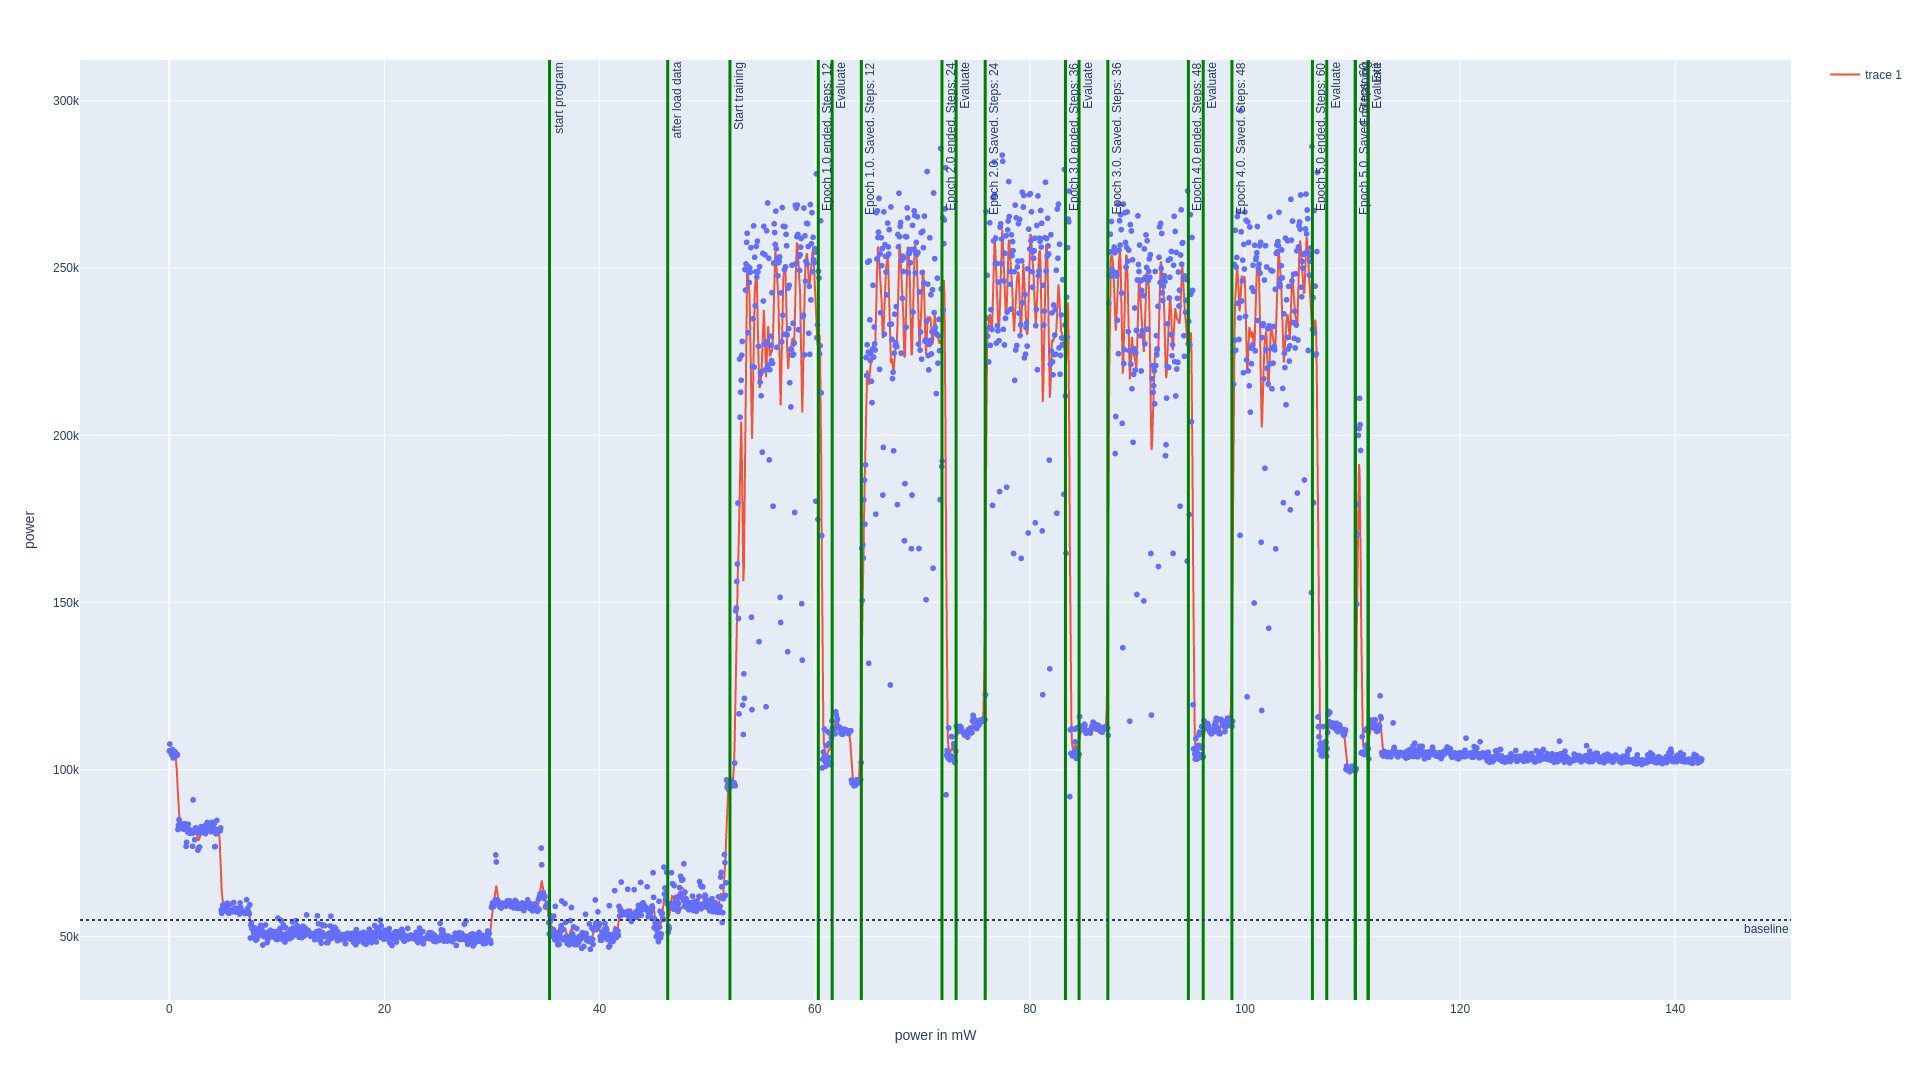 300k
250k
200k
150k
100k
50k
power
start program
after load data
Start training
Epoch 1.0 ended. Steps: 12
Evaluate
Epoch 1.0. Saved. Steps: 12
Epoch 2.0 ended. Steps: 24
Evaluate
Epoch 2.0. Saved. Steps: 24
Epoch 3.0 ended. Steps: 36
Evaluate
Epoch 3.0. Saved. Steps: 36
Epoch 4.0 ended. Steps: 48
Evaluate
Epoch 4.0. Saved. Steps: 48
Epoch 5.0 ended. Steps: 60
Evaluate
Epoch 5.0. Saved.
Evaluate
trace 1
baseline
0
20
40
60
80
100
120
140
power in mW